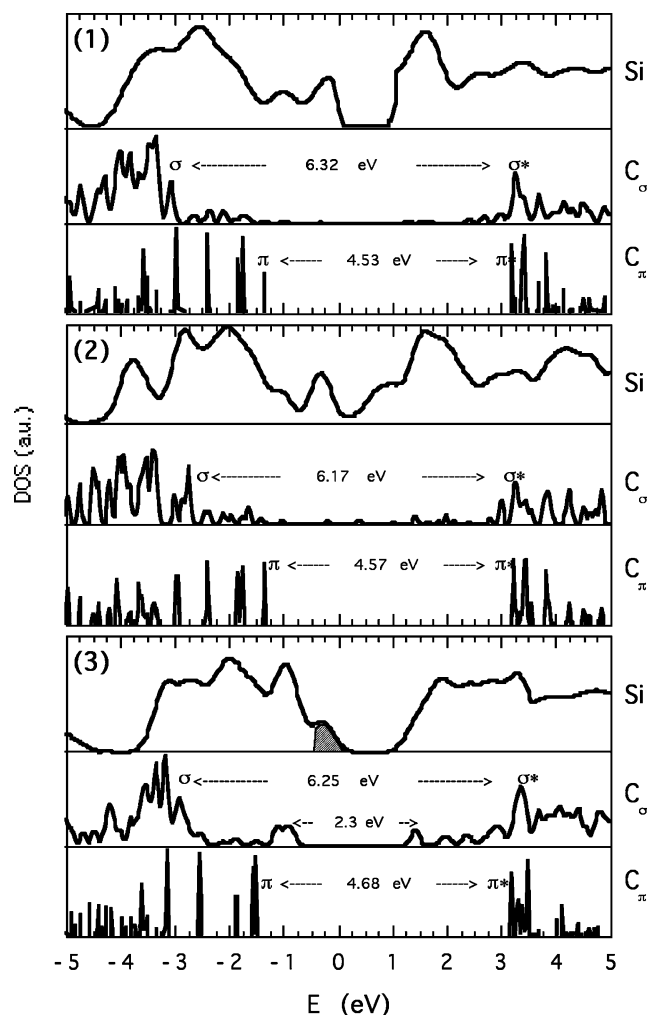 (1)
Si
σ <------------ 6.32 eV ------------> σ*
Cσ
π <------ 4.53 eV ------> π*
Cπ
(2)
Si
DOS (a.u.)
σ <------------ 6.17 eV ------------> σ*
Cσ
π <------ 4.57 eV ------> π*
Cπ
(3)
Si
σ <------------ 6.25 eV ------------> σ*
Cσ
<-- 2.3 eV -->
π <------ 4.68 eV ------> π*
Cπ
-5 -4 -3 -2 -1 0 1 2 3 4 5
E (eV)